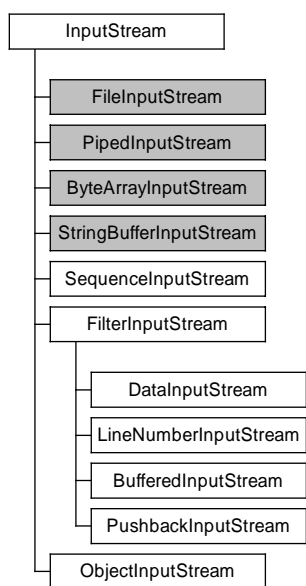 InputStream
FileInputStream
PipedInputStream
ByteArrayInputStream
StringBufferInputStream
SequenceInputStream
FilterInputStream
DataInputStream
LineNumberInputStream
BufferedInputStream
PushbackInputStream
ObjectInputStream